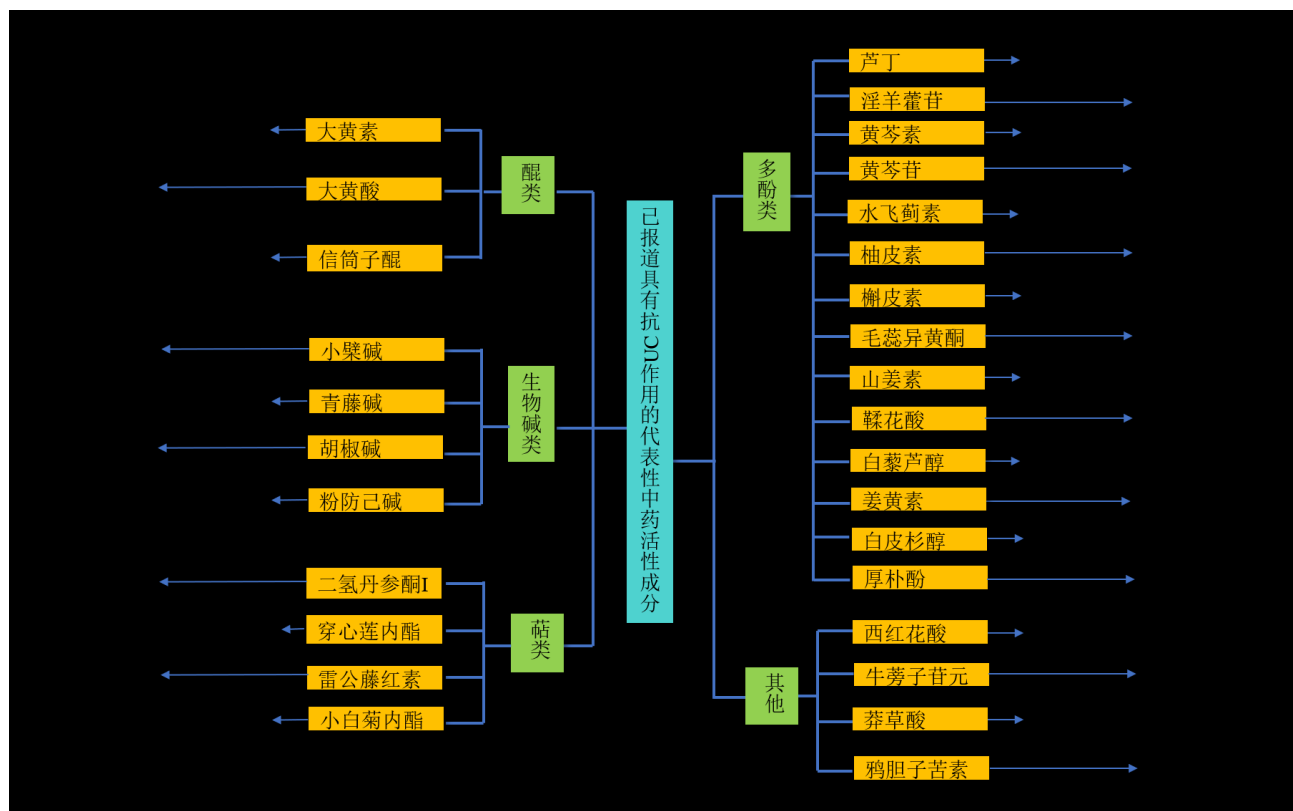 已报道具有抗UC作用的代表性中药活性成分
醌类
大黄素
大黄酸
信筒子醌
生物碱类
小檗碱
青藤碱
胡椒碱
粉防己碱
萜类
二氢丹参酮I
穿心莲内酯
雷公藤红素
小白菊内酯
多酚类
芦丁
淫羊藿苷
黄芩素
黄芩苷
水飞蓟素
柚皮素
槲皮素
毛蕊异黄酮
山姜素
鞣花酸
白藜芦醇
姜黄素
白皮杉醇
厚朴酚
其他
西红花酸
牛蒡子苷元
莽草酸
鸦胆子苦素